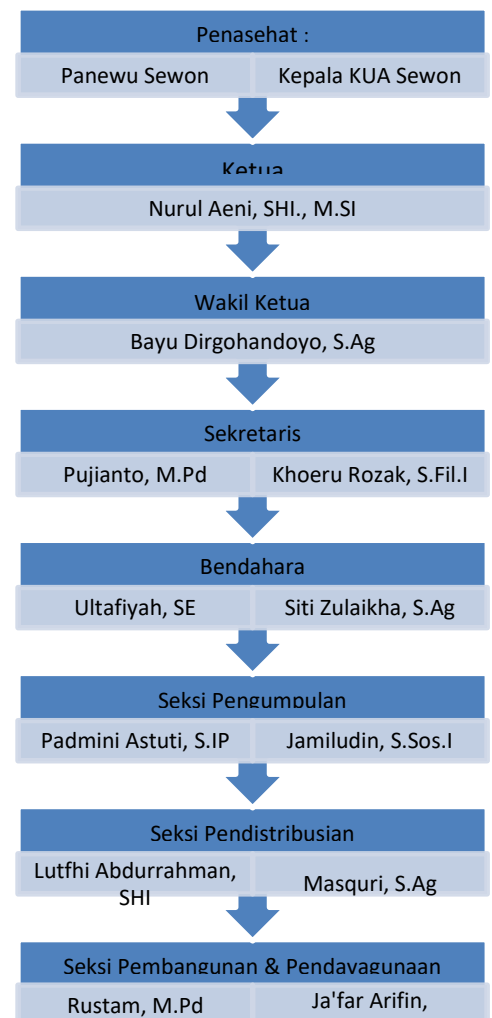 Penasehat :
Panewu Sewon Kepala KUA Sewon
Ketua
Nurul Aeni, SHI., M.SI
Wakil Ketua
Bayu Dirgohandoyo, S.Ag
Sekretaris
Pujianto, M.Pd Khoeru Rozak, S.Fil.I
Bendahara
Ultafiyah, SE Siti Zulaikha, S.Ag
Seksi Pengumpulan
Padmini Astuti, S.IP Jamiludin, S.Sos.I
Seksi Pendistribusian
Lutfhi Abdurrahman,
SHI
Masquri, S.Ag
Seksi Pembangunan & Pendayagunaan
Rustam, M.Pd Ja'far Arifin,